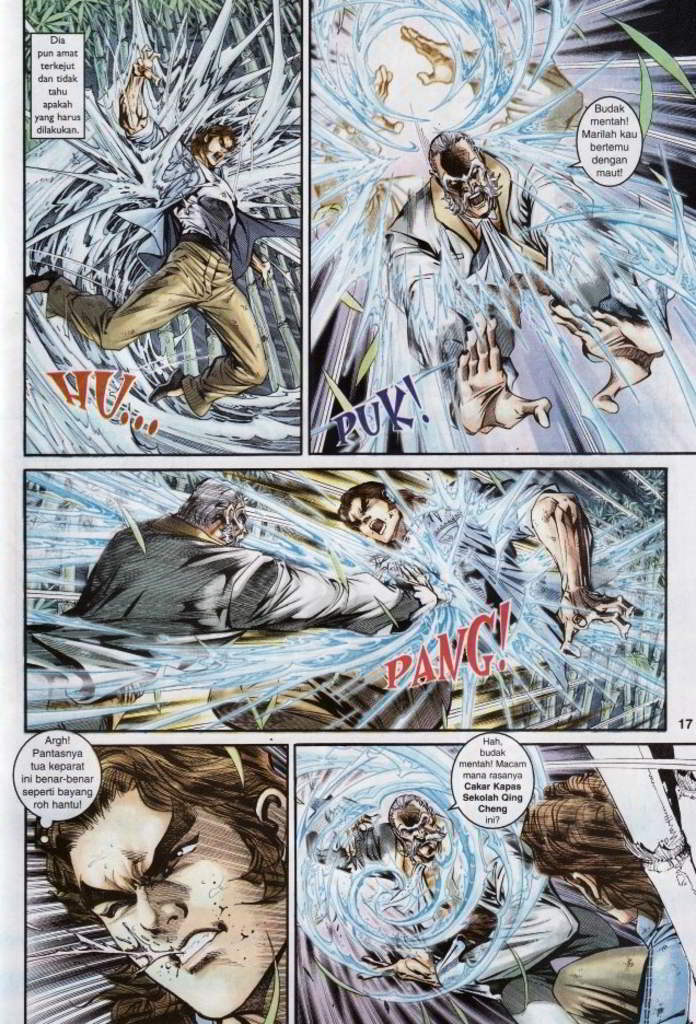 Dia
pun amat
terkejut
dan tidak
tahu
apakah
yang harus
dilakukan.
HU...
Budak
mentah!
Marilah kau
bertemu
dengan
maut!
PUK!
PANG!
17
Argh!
Pantasnya
tua keparat
ini benar-benar
seperti bayang
roh hantu!
Hah,
budak
mentah! Macam
mana rasanya
Cakar Kapas
Sekolah Qing
Cheng
ini?